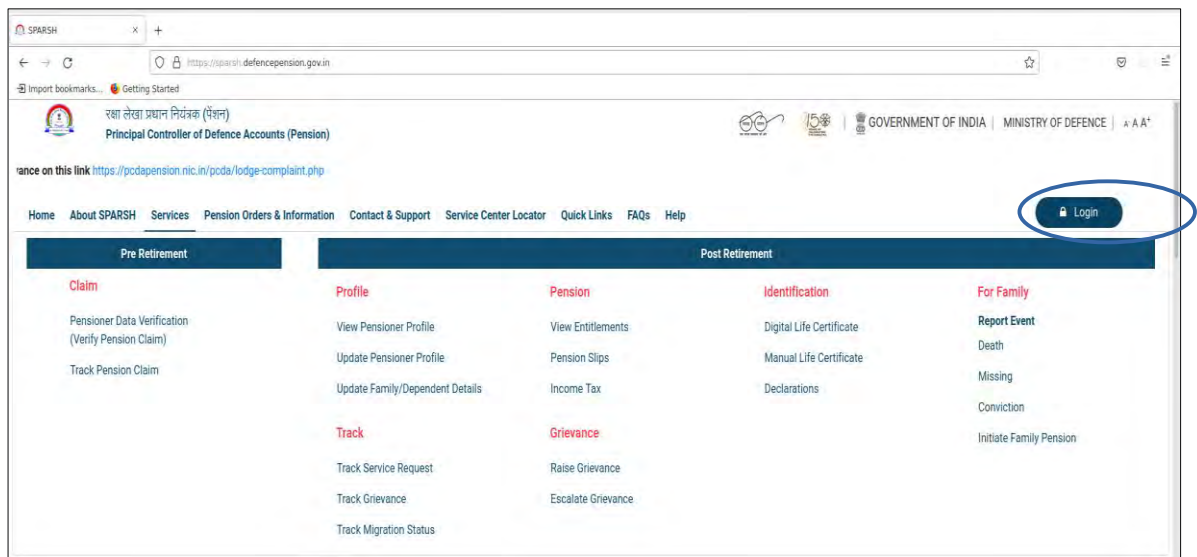 SPARSH
https://sparsh.defencepension.gov.in
Import bookmarks... Getting Started
रक्षा लेखा प्रधान नियंत्रक (पेंशन)
Principal Controller of Defence Accounts (Pension)
GOVERNMENT OF INDIA | MINISTRY OF DEFENCE | A- A A+
rance on this link https://pcdapension.nic.in/pcda/lodge-complaint.php
Home About SPARSH Services Pension Orders & Information Contact & Support Service Center Locator Quick Links FAQs Help Login
Pre Retirement
Claim
Pensioner Data Verification
(Verify Pension Claim)
Track Pension Claim
Post Retirement
Profile
View Pensioner Profile
Update Pensioner Profile
Update Family/Dependent Details
Pension
View Entitlements
Pension Slips
Income Tax
Identification
Digital Life Certificate
Manual Life Certificate
Declarations
For Family
Report Event
Death
Missing
Conviction
Initiate Family Pension
Track
Track Service Request
Track Grievance
Track Migration Status
Grievance
Raise Grievance
Escalate Grievance